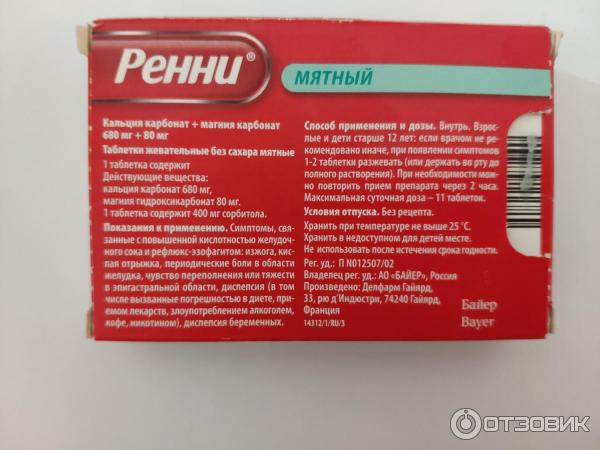 Ренни®
МЯТНЫЙ
Кальция карбонат + магния карбонат
680 мг + 80 мг
Таблетки жевательные без сахара мятные
1 таблетка содержит
Действующие вещества:
кальция карбонат 680 мг,
магния гидроксикарбонат 80 мг.
1 таблетка содержит 400 мг сорбитола.
Показания к применению. Симптомы, свя-
занные с повышенной кислотностью желудоч-
ного сока и рефлюкс-эзофагитом: изжога, кис-
лая отрыжка, периодические боли в области
желудка, чувство переполнения или тяжести
в эпигастральной области, диспепсия (в том
числе вызванные погрешностью в диете, при-
емом лекарств, злоупотреблением алкоголем,
кофе, никотином), диспепсия беременных.
Способ применения и дозы. Внутрь. Взрос-
лые и дети старше 12 лет: если врачом не ре-
комендовано иначе, при появлении симптомов
1-2 таблетки разжевать (или держать во рту до
полного растворения). При необходимости мож-
но повторить прием препарата через 2 часа.
Максимальная суточная доза – 11 таблеток.
Условия отпуска. Без рецепта.
Хранить при температуре не выше 25 °С.
Хранить в недоступном для детей месте.
Не использовать после истечения срока годности.
Рег. уд.: П N012507/02
Владелец рег. уд.: АО «БАЙЕР», Россия
Произведено: Делфарм Гайярд,
33, рю д'Индюстри, 74240 Гайярд,
Франция
14312/1/RU/3
Байер
Bayer
ОТЗОВИК